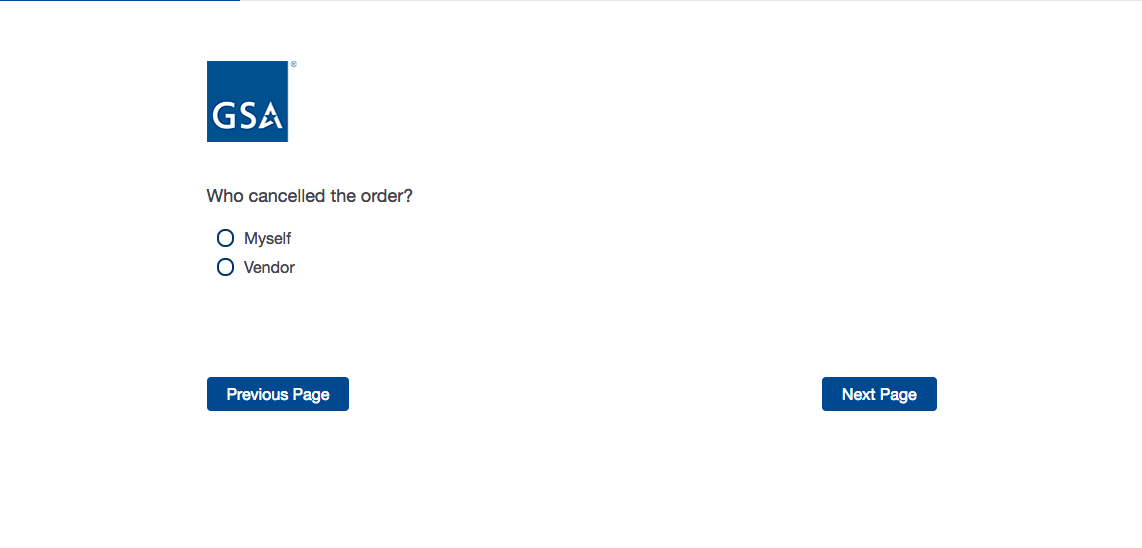 GSA®
Who cancelled the order?
Myself
Vendor
Previous Page
Next Page